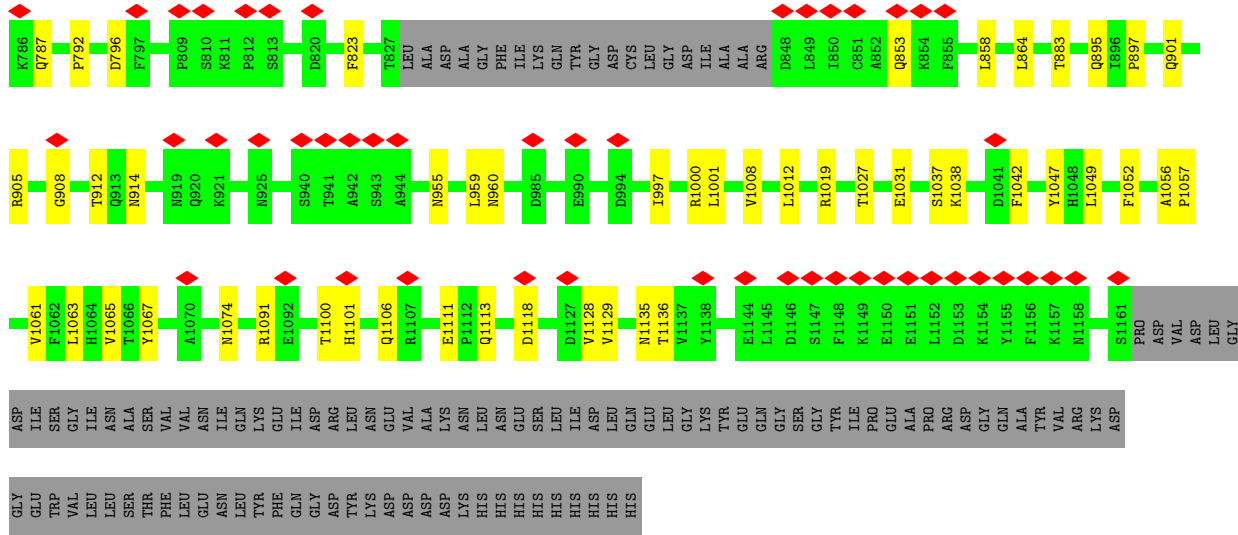 K786 Q787 P792 D796 F797 P809 S810 K811 P812 S813 D820 F823 T827 LEU ALA ASP ALA GLY PHE ILE LYS GLN TYR GLY ASP CYS LEU GLY ASP ILE ALA ALA ARG D848 L849 I850 C851 A852 Q853 K854 F855 L858 L864 T883 Q895 I896 P897 Q901
R905 G908 T912 Q913 N914 N919 Q920 K921 N925 S940 T941 A942 S943 A944 N955 L959 N960 D985 E990 D994 I997 R1000 L1001 V1008 L1012 R1019 T1027 E1031 S1037 K1038 D1041 F1042 Y1047 H1048 L1049 F1052 A1056 P1057
V1061 F1062 L1063 H1064 V1065 T1066 Y1067 A1070 N1074 R1091 E1092 T1100 H1101 Q1106 R1107 E1111 P1112 Q1113 D1118 D1127 V1128 V1129 N1135 T1136 V1137 Y1138 E1144 L1145 D1146 S1147 F1148 K1149 E1150 E1151 L1152 D1153 K1154 Y1155 F1156 K1157 N1158 S1161 PRO ASP VAL ASP LEU GLY
ASP ILE SER GLY ILE ASN ALA SER VAL VAL ASN ILE GLN LYS GLU ILE ASP ARG LEU ASN GLU VAL ALA LYS ASN LEU ASN GLU SER LEU ILE ASP LEU GLN GLU LEU GLY LYS TYR GLU GLN GLY SER GLY TYR ILE PRO GLU ALA PRO ARG ASP GLY GLN ALA TYR VAL ARG LYS ASP
GLY GLU TRP VAL LEU LEU SER THR PHE LEU GLU ASN LEU TYR PHE GLN GLY ASP TYR LYS ASP ASP ASP ASP LYS HIS HIS HIS HIS HIS HIS HIS HIS HIS